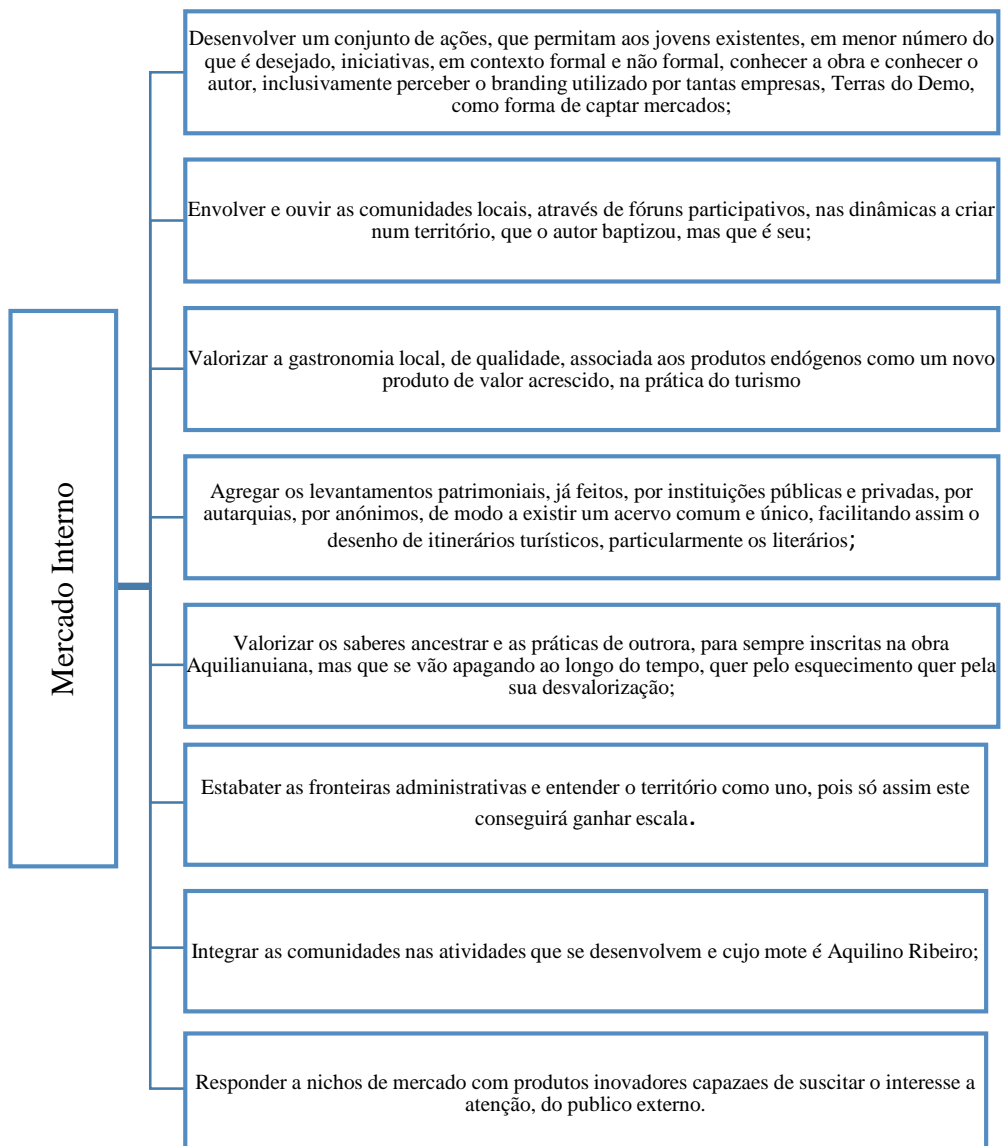 Desenvolver um conjunto de ações, que permitam aos jovens existentes, em menor número do
que é desejado, iniciativas, em contexto formal e não formal, conhecer a obra e conhecer o
autor, inclusivamente perceber o branding utilizado por tantas empresas, Terras do Demo,
como forma de captar mercados;
Envolver e ouvir as comunidades locais, através de fóruns participativos, nas dinâmicas a criar
num território, que o autor baptizou, mas que é seu;
Valorizar a gastronomia local, de qualidade, associada aos produtos endógenos como um novo
produto de valor acrescido, na prática do turismo
Mercado Interno
Agregar os levantamentos patrimoniais, já feitos, por instituições públicas e privadas, por
autarquias, por anónimos, de modo a existir um acervo comum e único, facilitando assim o
desenho de itinerários turísticos, particularmente os literários;
Valorizar os saberes ancestrar e as práticas de outrora, para sempre inscritas na obra
Aquilianuiana, mas que se vão apagando ao longo do tempo, quer pelo esquecimento quer pela
sua desvalorização;
Estabater as fronteiras administrativas e entender o território como uno, pois só assim este
conseguirá ganhar escala.
Integrar as comunidades nas atividades que se desenvolvem e cujo mote é Aquilino Ribeiro;
Responder a nichos de mercado com produtos inovadores capazaes de suscitar o interesse a
atenção, do publico externo.